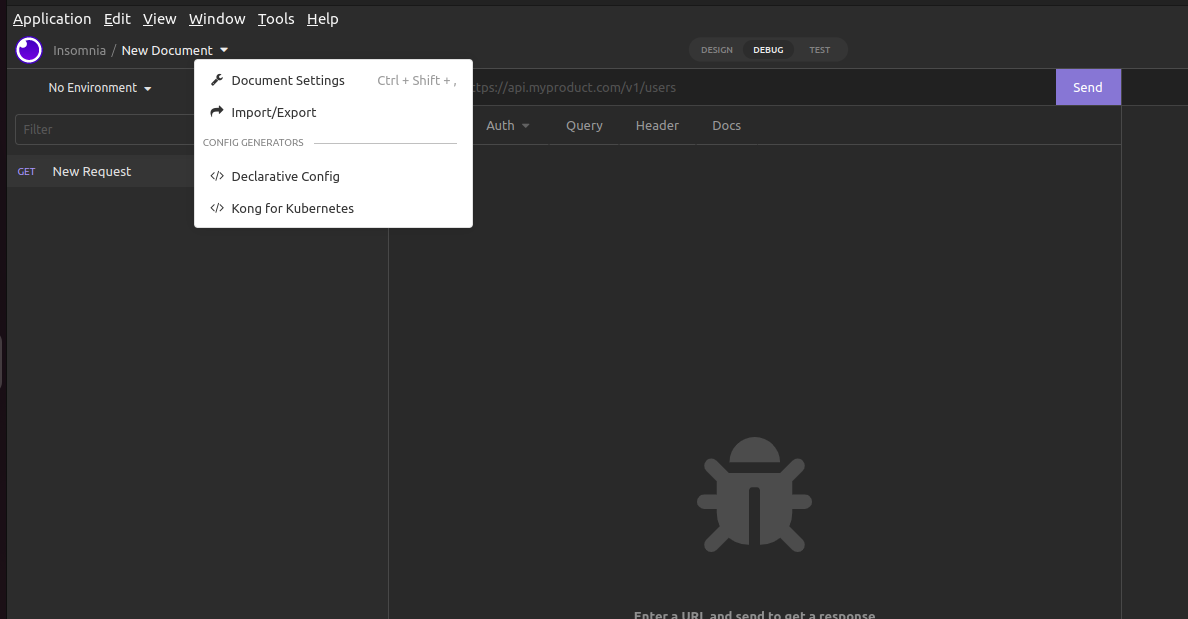 Application Edit View Window Tools Help
Insomnia / New Document
DESIGN DEBUG TEST
Document Settings Ctrl + Shift + ,
No Environment
ttps://api.myproduct.com/v1/users
Send
Import/Export
Filter
Auth Query Header Docs
CONFIG GENERATORS
GET New Request
Declarative Config
Kong for Kubernetes
Enter a URL and send to get a response